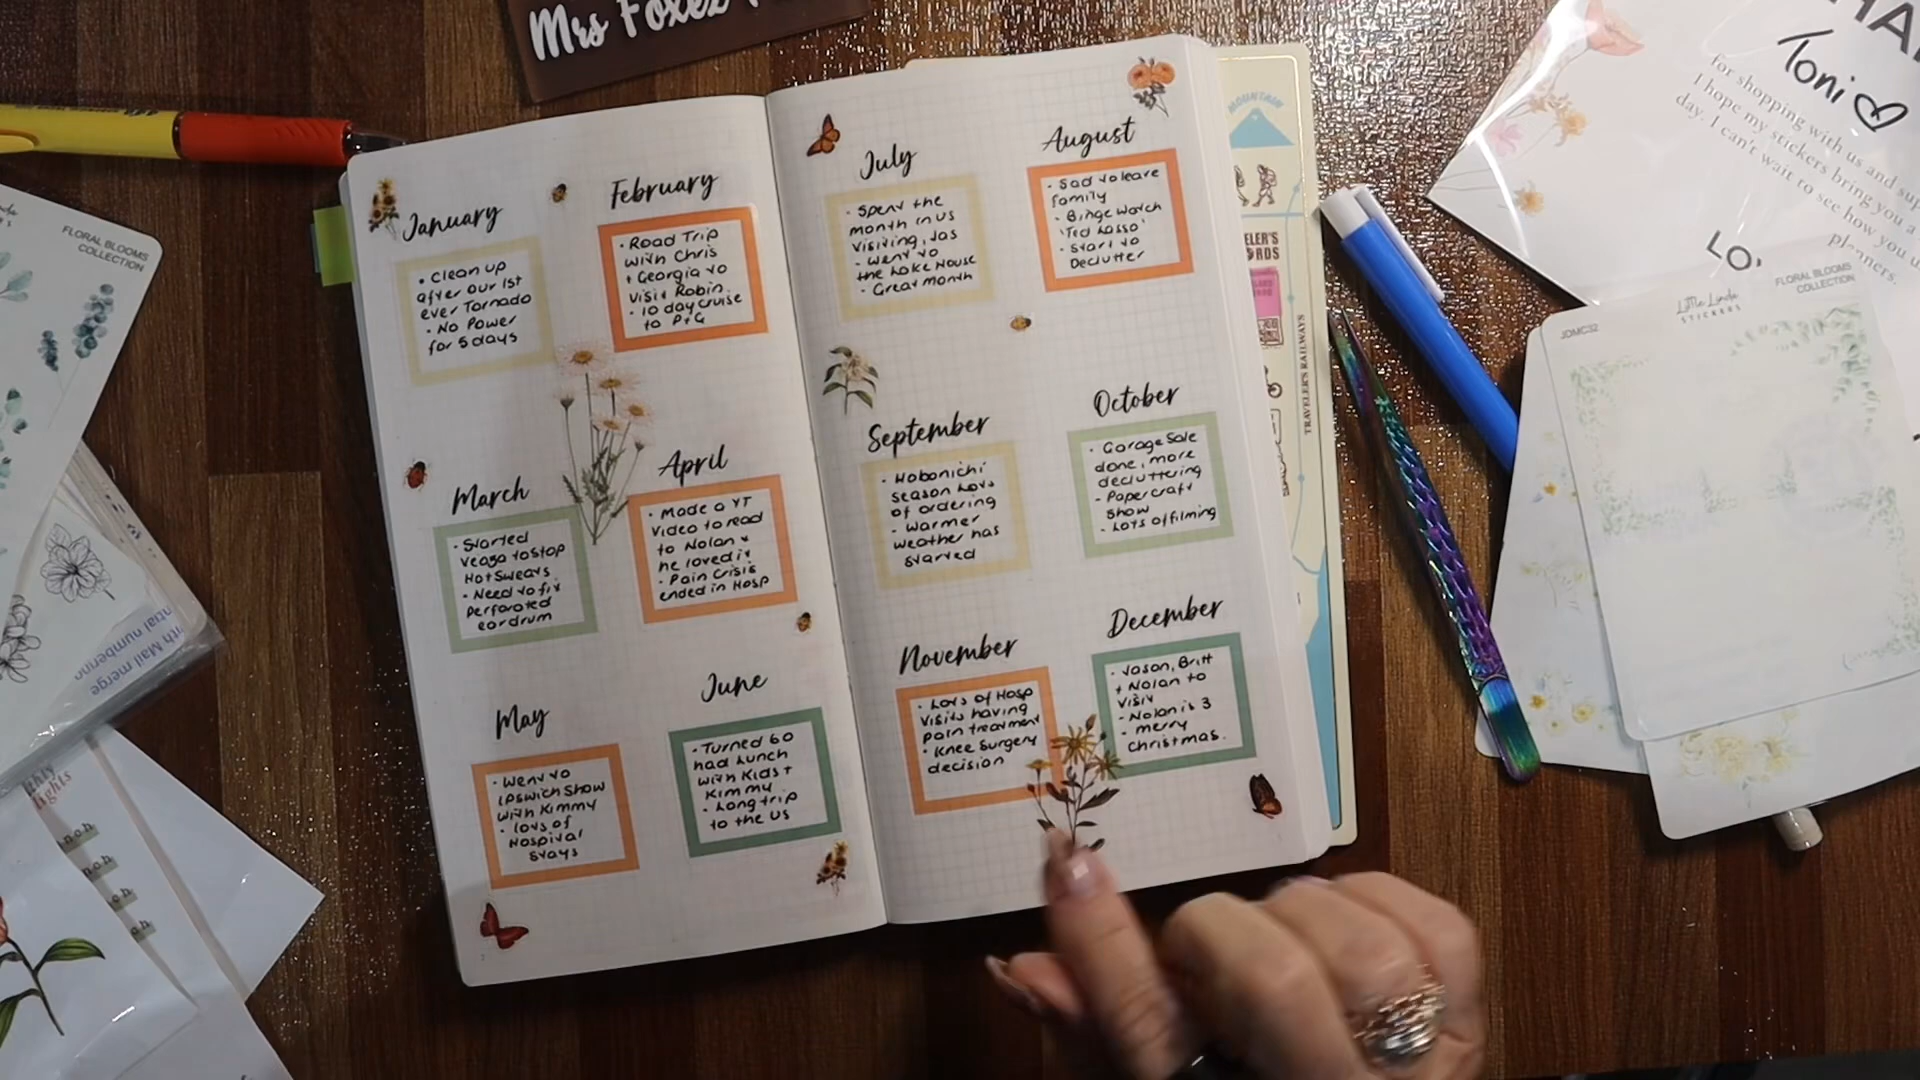 Mrs Foxez
January
• Clean up
after our 1st
ever Tornado
• No Power
for 5 days
February
• Road Trip
with Chris
+ Georgia to
visit Robin.
• 10 day cruise
to P+G
March
• Started
to stop
Hot Sweats
• Need to fix
perforated
eardrum
April
• Made a YT
video to read
to Nolan +
he loved it
• Pain Crisis
ended in Hosp
May
• Went to
Ipswich Show
with Kimmy
• lots of
Hospital
stays
June
• Turned 60
had Lunch
with Kids +
Kimmy
• Long trip
to the US
July
• Spent the
month in US
visiting, Jas
• Went to
the Lake House
• Great month
August
• Sad to leave
family
• Binge Watch
'Ted Lasso'
• Start to
Declutter
September
• Hobonichi
season Lots
of ordering
• Warmer
weather has
started
October
• Garage Sale
done, more
decluttering
• Papercraft
Show
• Lots of filming
November
• Lots of Hosp
visits having
pain treatment
• Knee Surgery
decision
December
• Jason, Britt
+ Nolan to
visit
• Nolan is 3
• merry
christmas.
FLORAL BLOOMS
COLLECTION
Mail merge
MOUNTAIN
TRAVELER'S RAILWAYS
Toni
for shopping with us and
I hope my stickers bring you a
day. I can't wait to see how you
planners.
FLORAL BLOOMS
COLLECTION
Little Linda
STICKERS
JDMC32